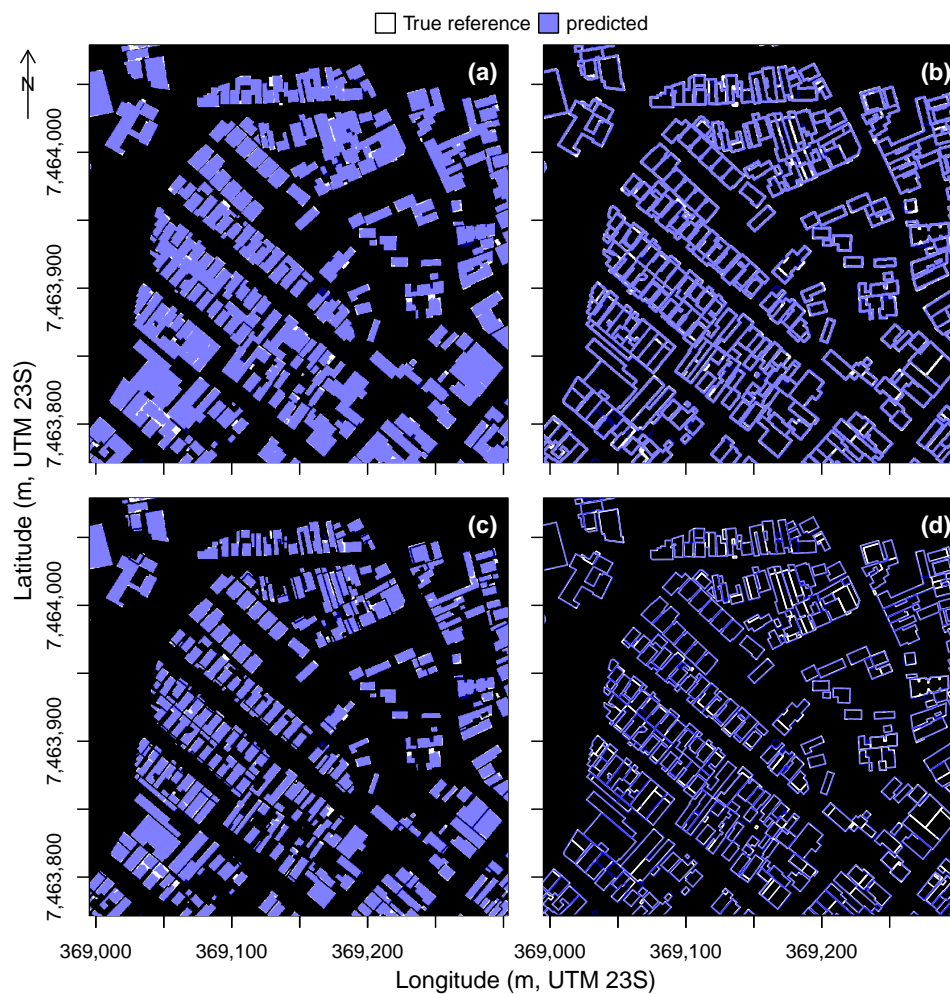 True reference predicted
N
(a)
(b)
7,464,000
7,463,900
7,463,800
(c)
(d)
7,464,000
7,463,900
7,463,800
Latitude (m, UTM 23S)
369,000 369,100 369,200 369,000 369,100 369,200
Longitude (m, UTM 23S)